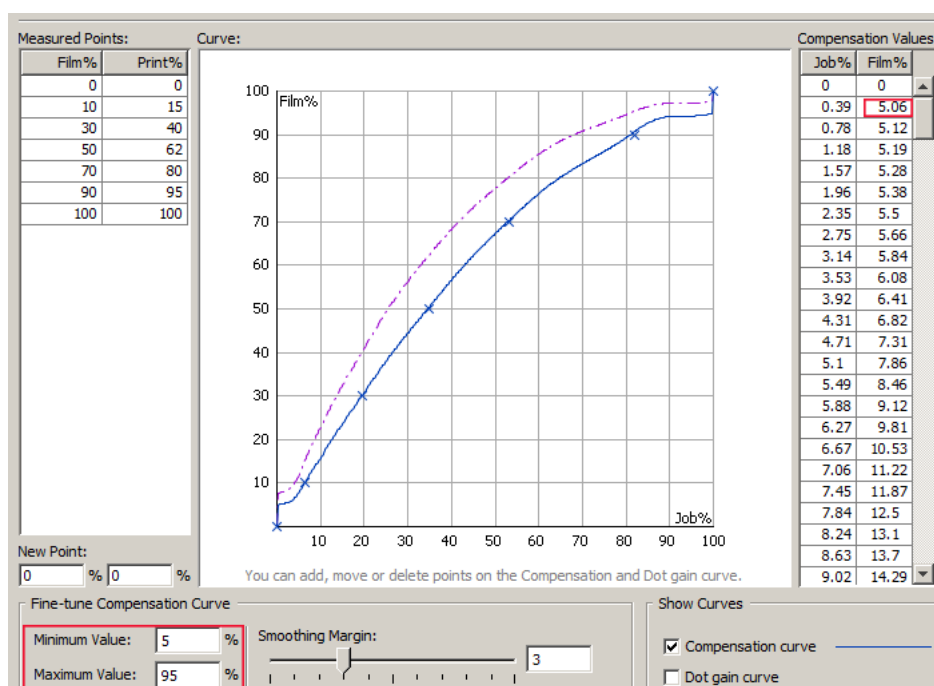 Measured Points: Curve: Compensation Values
Film% Print%
0 0
10 15
30 40
50 62
70 80
90 95
100 100
Film%
100
90
80
70
60
50
40
30
20
10
Job%
10 20 30 40 50 60 70 80 90 100
You can add, move or delete points on the Compensation and Dot gain curve.
Job% Film%
0 0
0.39 5.06
0.78 5.12
1.18 5.19
1.57 5.28
1.96 5.38
2.35 5.5
2.75 5.66
3.14 5.84
3.53 6.08
3.92 6.41
4.31 6.82
4.71 7.31
5.1 7.86
5.49 8.46
5.88 9.12
6.27 9.81
6.67 10.53
7.06 11.22
7.45 11.87
7.84 12.5
8.24 13.1
8.63 13.7
9.02 14.29
New Point:
0 % 0 %
Fine-tune Compensation Curve
Minimum Value: 5 %
Maximum Value: 95 %
Smoothing Margin:
3
Show Curves
Compensation curve
Dot gain curve